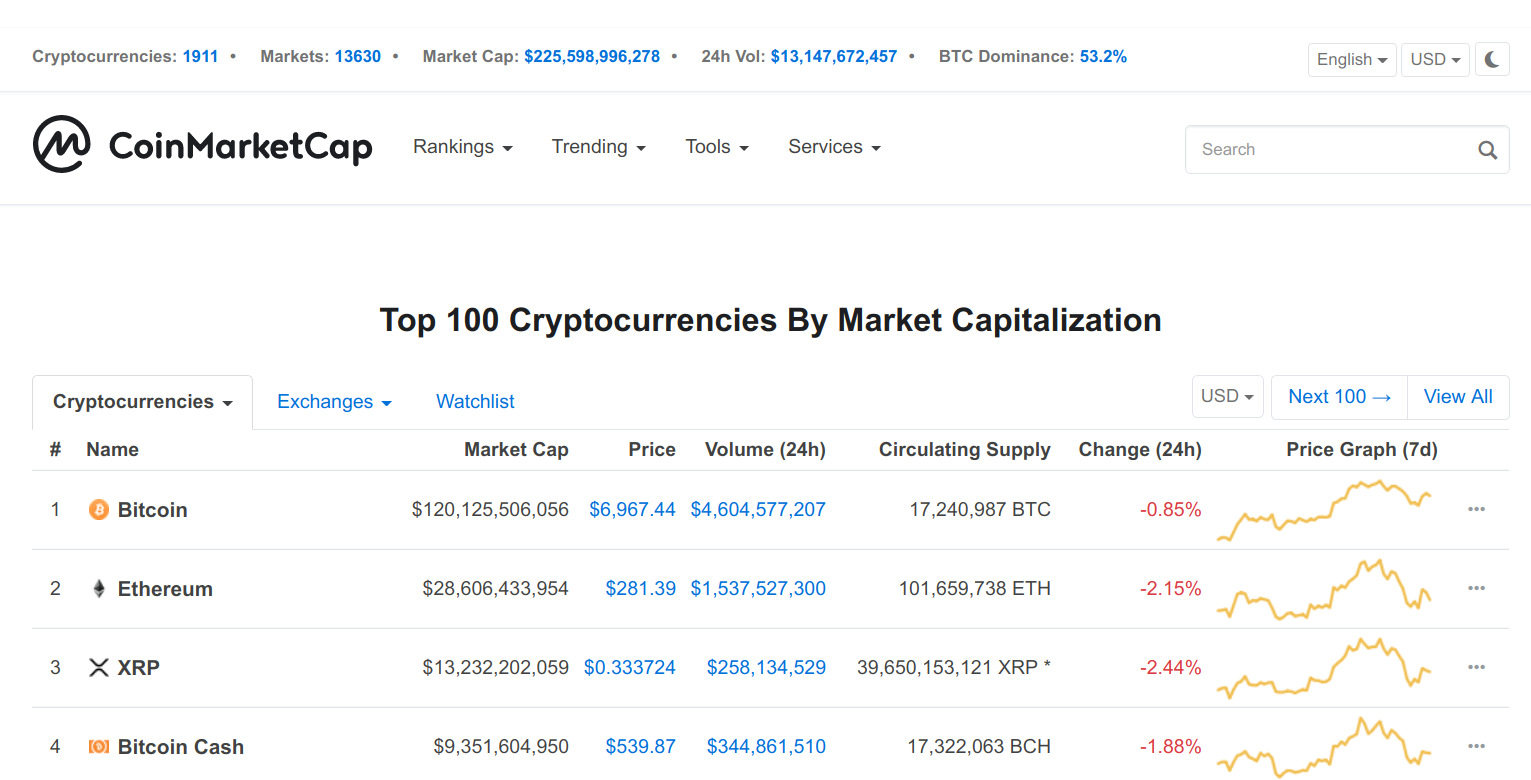 Cryptocurrencies: 1911 • Markets: 13630 • Market Cap: $225,598,996,278 • 24h Vol: $13,147,672,457 • BTC Dominance: 53.2% English USD
CoinMarketCap Rankings Trending Tools Services Search
Top 100 Cryptocurrencies By Market Capitalization
Cryptocurrencies Exchanges Watchlist USD Next 100 → View All
# Name Market Cap Price Volume (24h) Circulating Supply Change (24h) Price Graph (7d)
1 Bitcoin $120,125,506,056 $6,967.44 $4,604,577,207 17,240,987 BTC -0.85%
2 Ethereum $28,606,433,954 $281.39 $1,537,527,300 101,659,738 ETH -2.15%
3 XRP $13,232,202,059 $0.333724 $258,134,529 39,650,153,121 XRP * -2.44%
4 Bitcoin Cash $9,351,604,950 $539.87 $344,861,510 17,322,063 BCH -1.88%